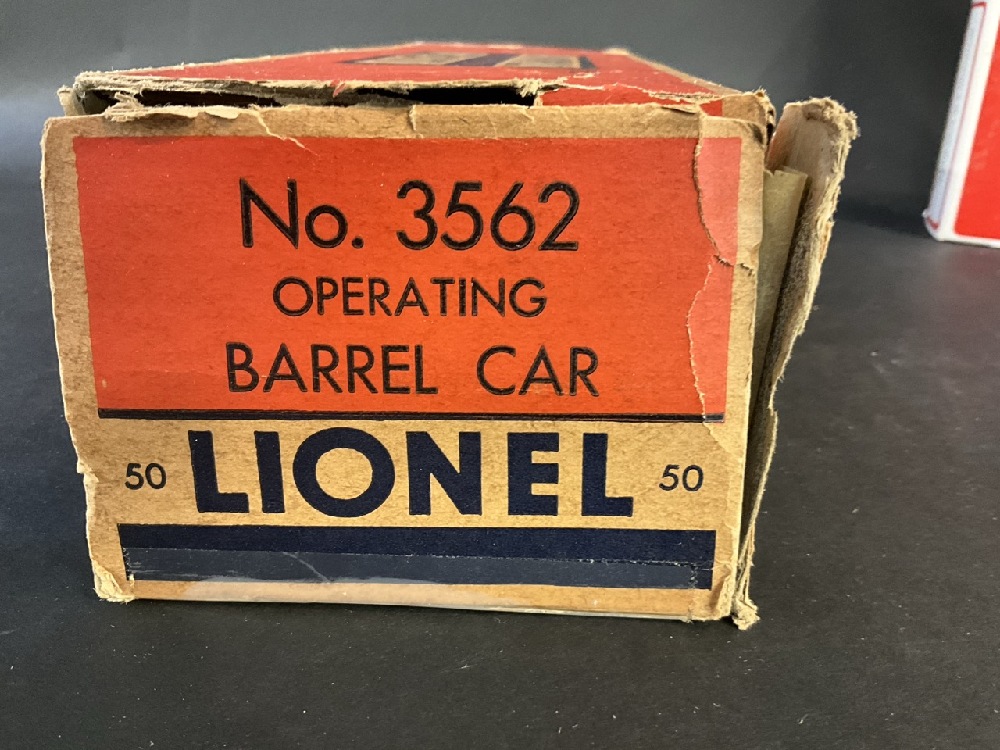 No. 3562
OPERATING
BARREL CAR
50 LIONEL 50